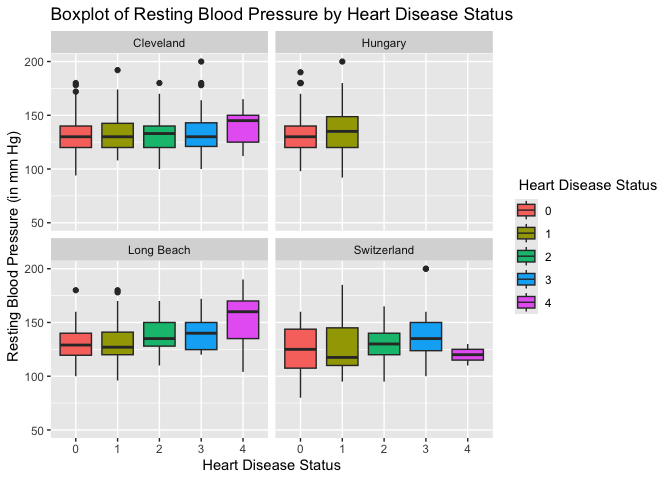 Boxplot of Resting Blood Pressure by Heart Disease Status
Cleveland
Hungary
200
150
100
50
Long Beach
Switzerland
200
150
100
50
Resting Blood Pressure (in mm Hg)
0 1 2 3 4
0 1 2 3 4
Heart Disease Status
Heart Disease Status
0
1
2
3
4